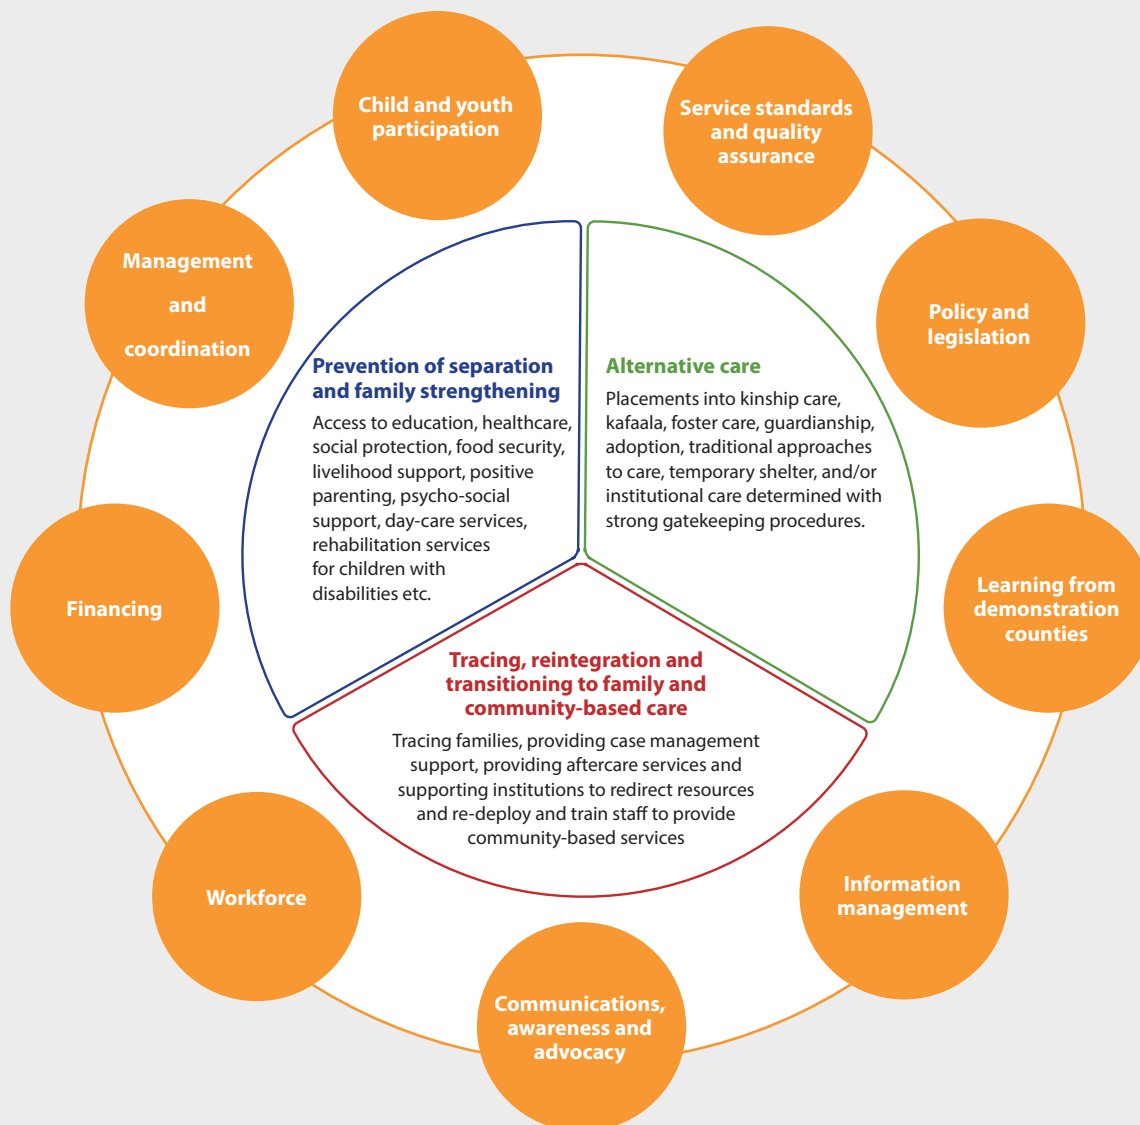 Child and youth
participation
Service standards
and quality
assurance
Management
and
coordination
Policy and
legislation
Prevention of separation
and family strengthening
Access to education, healthcare,
social protection, food security,
livelihood support, positive
parenting, psycho-social
support, day-care services,
rehabilitation services
for children with
disabilities etc.
Alternative care
Placements into kinship care,
kafaala, foster care, guardianship,
adoption, traditional approaches
to care, temporary shelter, and/or
institutional care determined with
strong gatekeeping procedures.
Financing
Learning from
demonstration
counties
Tracing, reintegration and
transitioning to family and
community-based care
Tracing families, providing case management
support, providing aftercare services and
supporting institutions to redirect resources
and re-deploy and train staff to provide
community-based services
Workforce
Information
management
Communications,
awareness and
advocacy